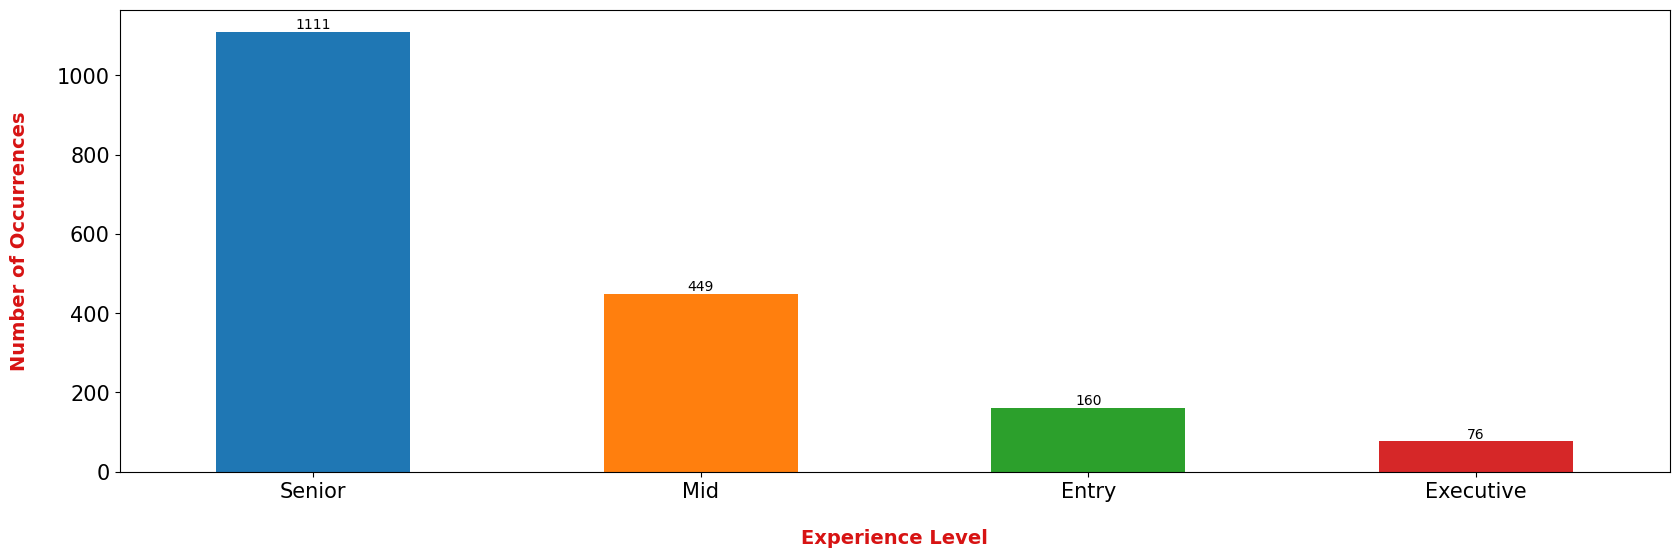 1111
1000
800
600
400
200
0
Number of Occurrences
449
160
76
Senior
Mid
Entry
Executive
Experience Level